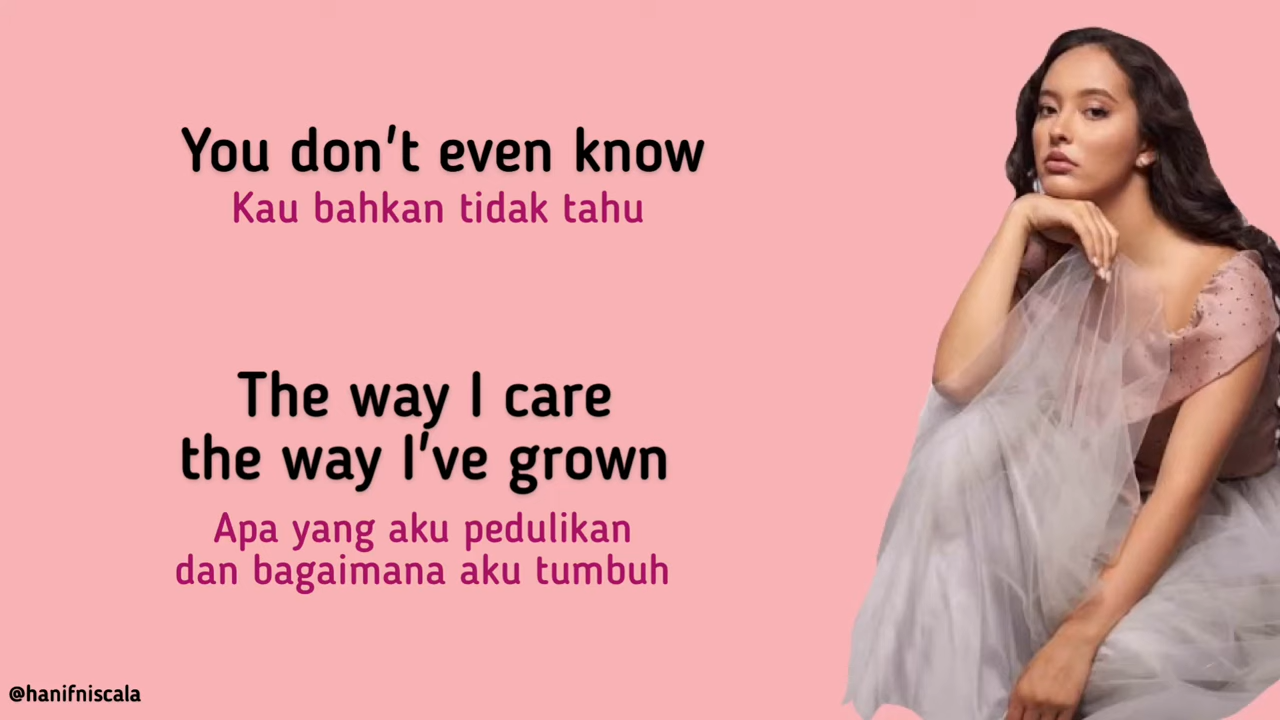 You don't even know
Kau bahkan tidak tahu
The way I care
the way I've grown
Apa yang aku pedulikan
dan bagaimana aku tumbuh
@hanifniscala